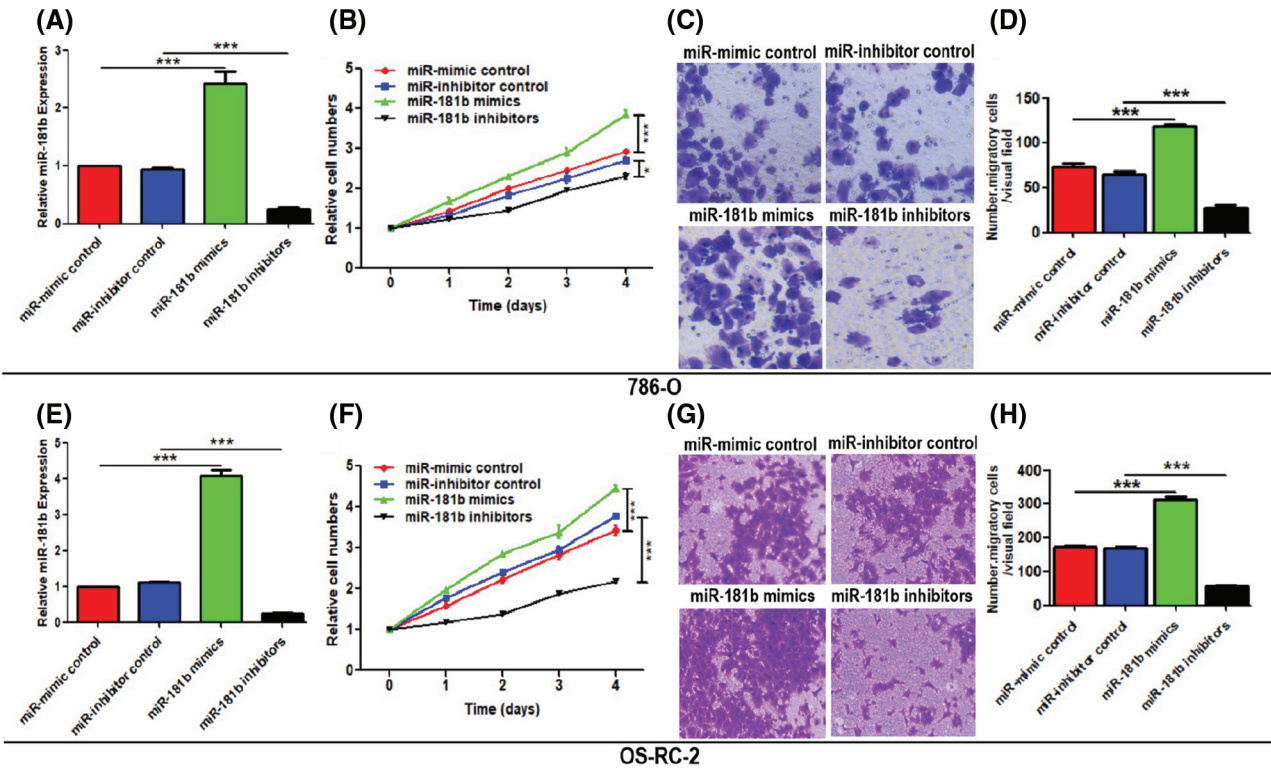 (A)
Relative miR-181b Expression
3
2
1
0
***
***
miR-mimic control
miR-inhibitor control
miR-181b mimics
miR-181b inhibitors
(B)
Relative cell numbers
5
4
3
2
1
0
miR-mimic control
miR-inhibitor control
miR-181b mimics
miR-181b inhibitors
***
*
0 1 2 3 4
Time (days)
(C)
miR-mimic control miR-inhibitor control
miR-181b mimics miR-181b inhibitors
(D)
Number.migratory cells
/visual field
150
100
50
0
***
***
miR-mimic control
miR-inhibitor control
miR-181b mimics
miR-181b inhibitors
786-O
(E)
Relative miR-181b Expression
5
4
3
2
1
0
***
***
miR-mimic control
miR-inhibitor control
miR-181b mimics
miR-181b inhibitors
(F)
Relative cell numbers
5
4
3
2
1
0
miR-mimic control
miR-inhibitor control
miR-181b mimics
miR-181b inhibitors
***
***
0 1 2 3 4
Time (days)
(G)
miR-mimic control miR-inhibitor control
miR-181b mimics miR-181b inhibitors
(H)
Number.migratory cells
/visual field
400
300
200
100
0
***
***
miR-mimic control
miR-inhibitor control
miR-181b mimics
miR-181b inhibitors
OS-RC-2